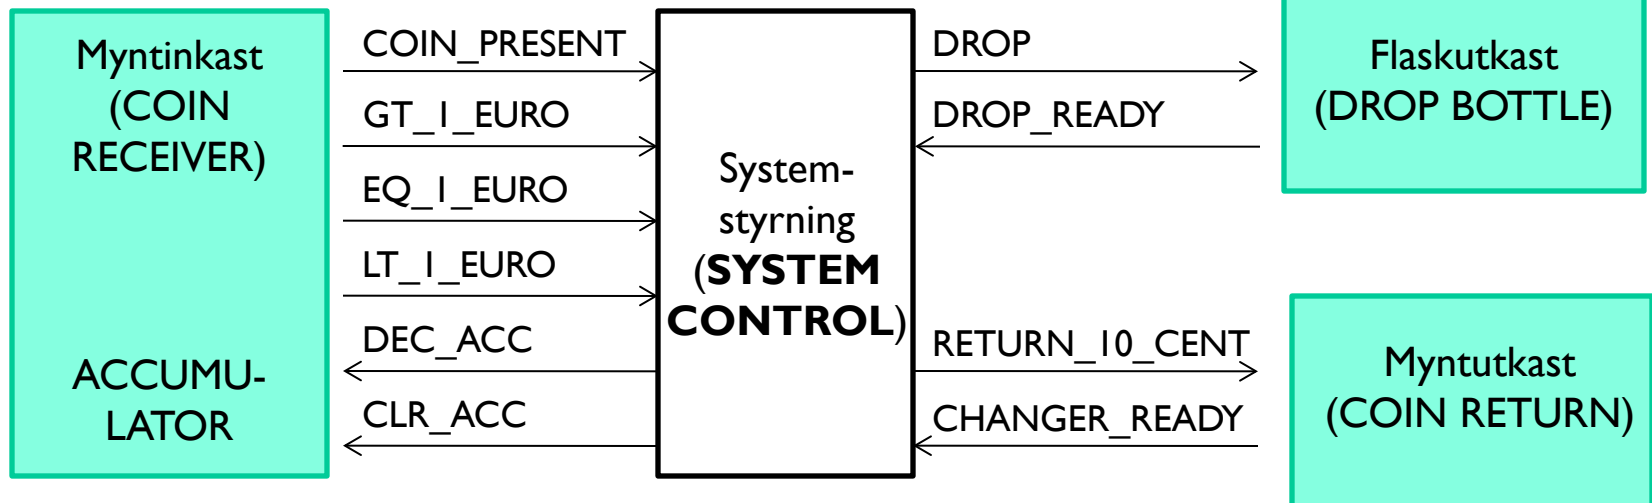 Myntinkast
(COIN
RECEIVER)
ACCUMU-
LATOR
COIN_PRESENT
GT_1_EURO
EQ_1_EURO
LT_1_EURO
DEC_ACC
CLR_ACC
System-
styrning
(SYSTEM
CONTROL)
DROP
DROP_READY
RETURN_10_CENT
CHANGER_READY
Flaskutkast
(DROP BOTTLE)
Myntutkast
(COIN RETURN)